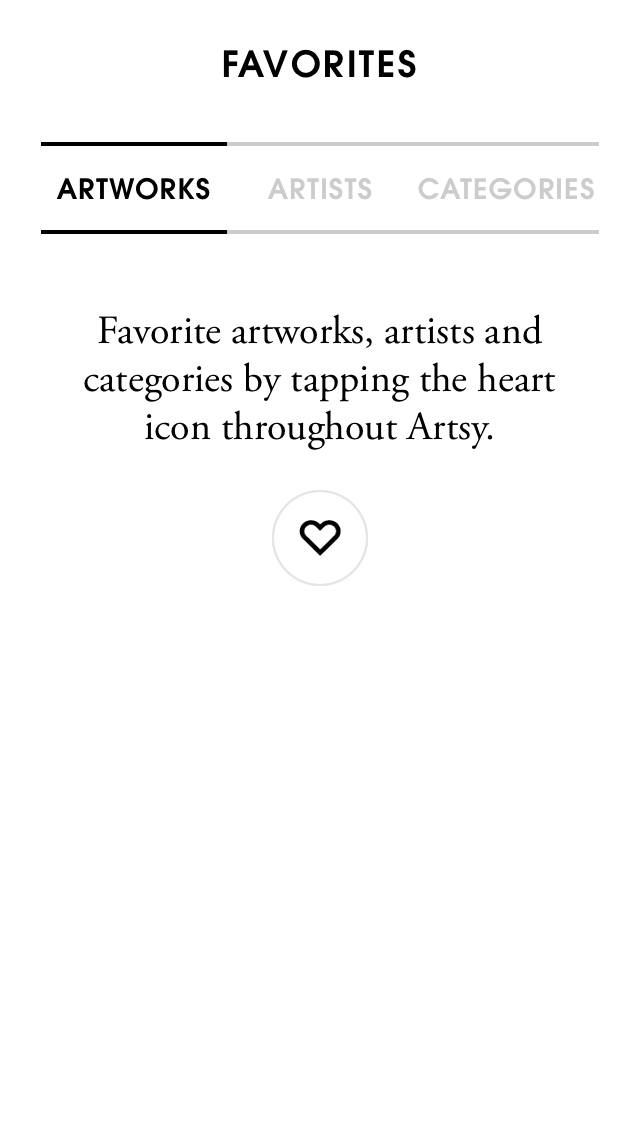 FAVORITES
ARTWORKS ARTISTS CATEGORIES
Favorite artworks, artists and
categories by tapping the heart
icon throughout Artsy.